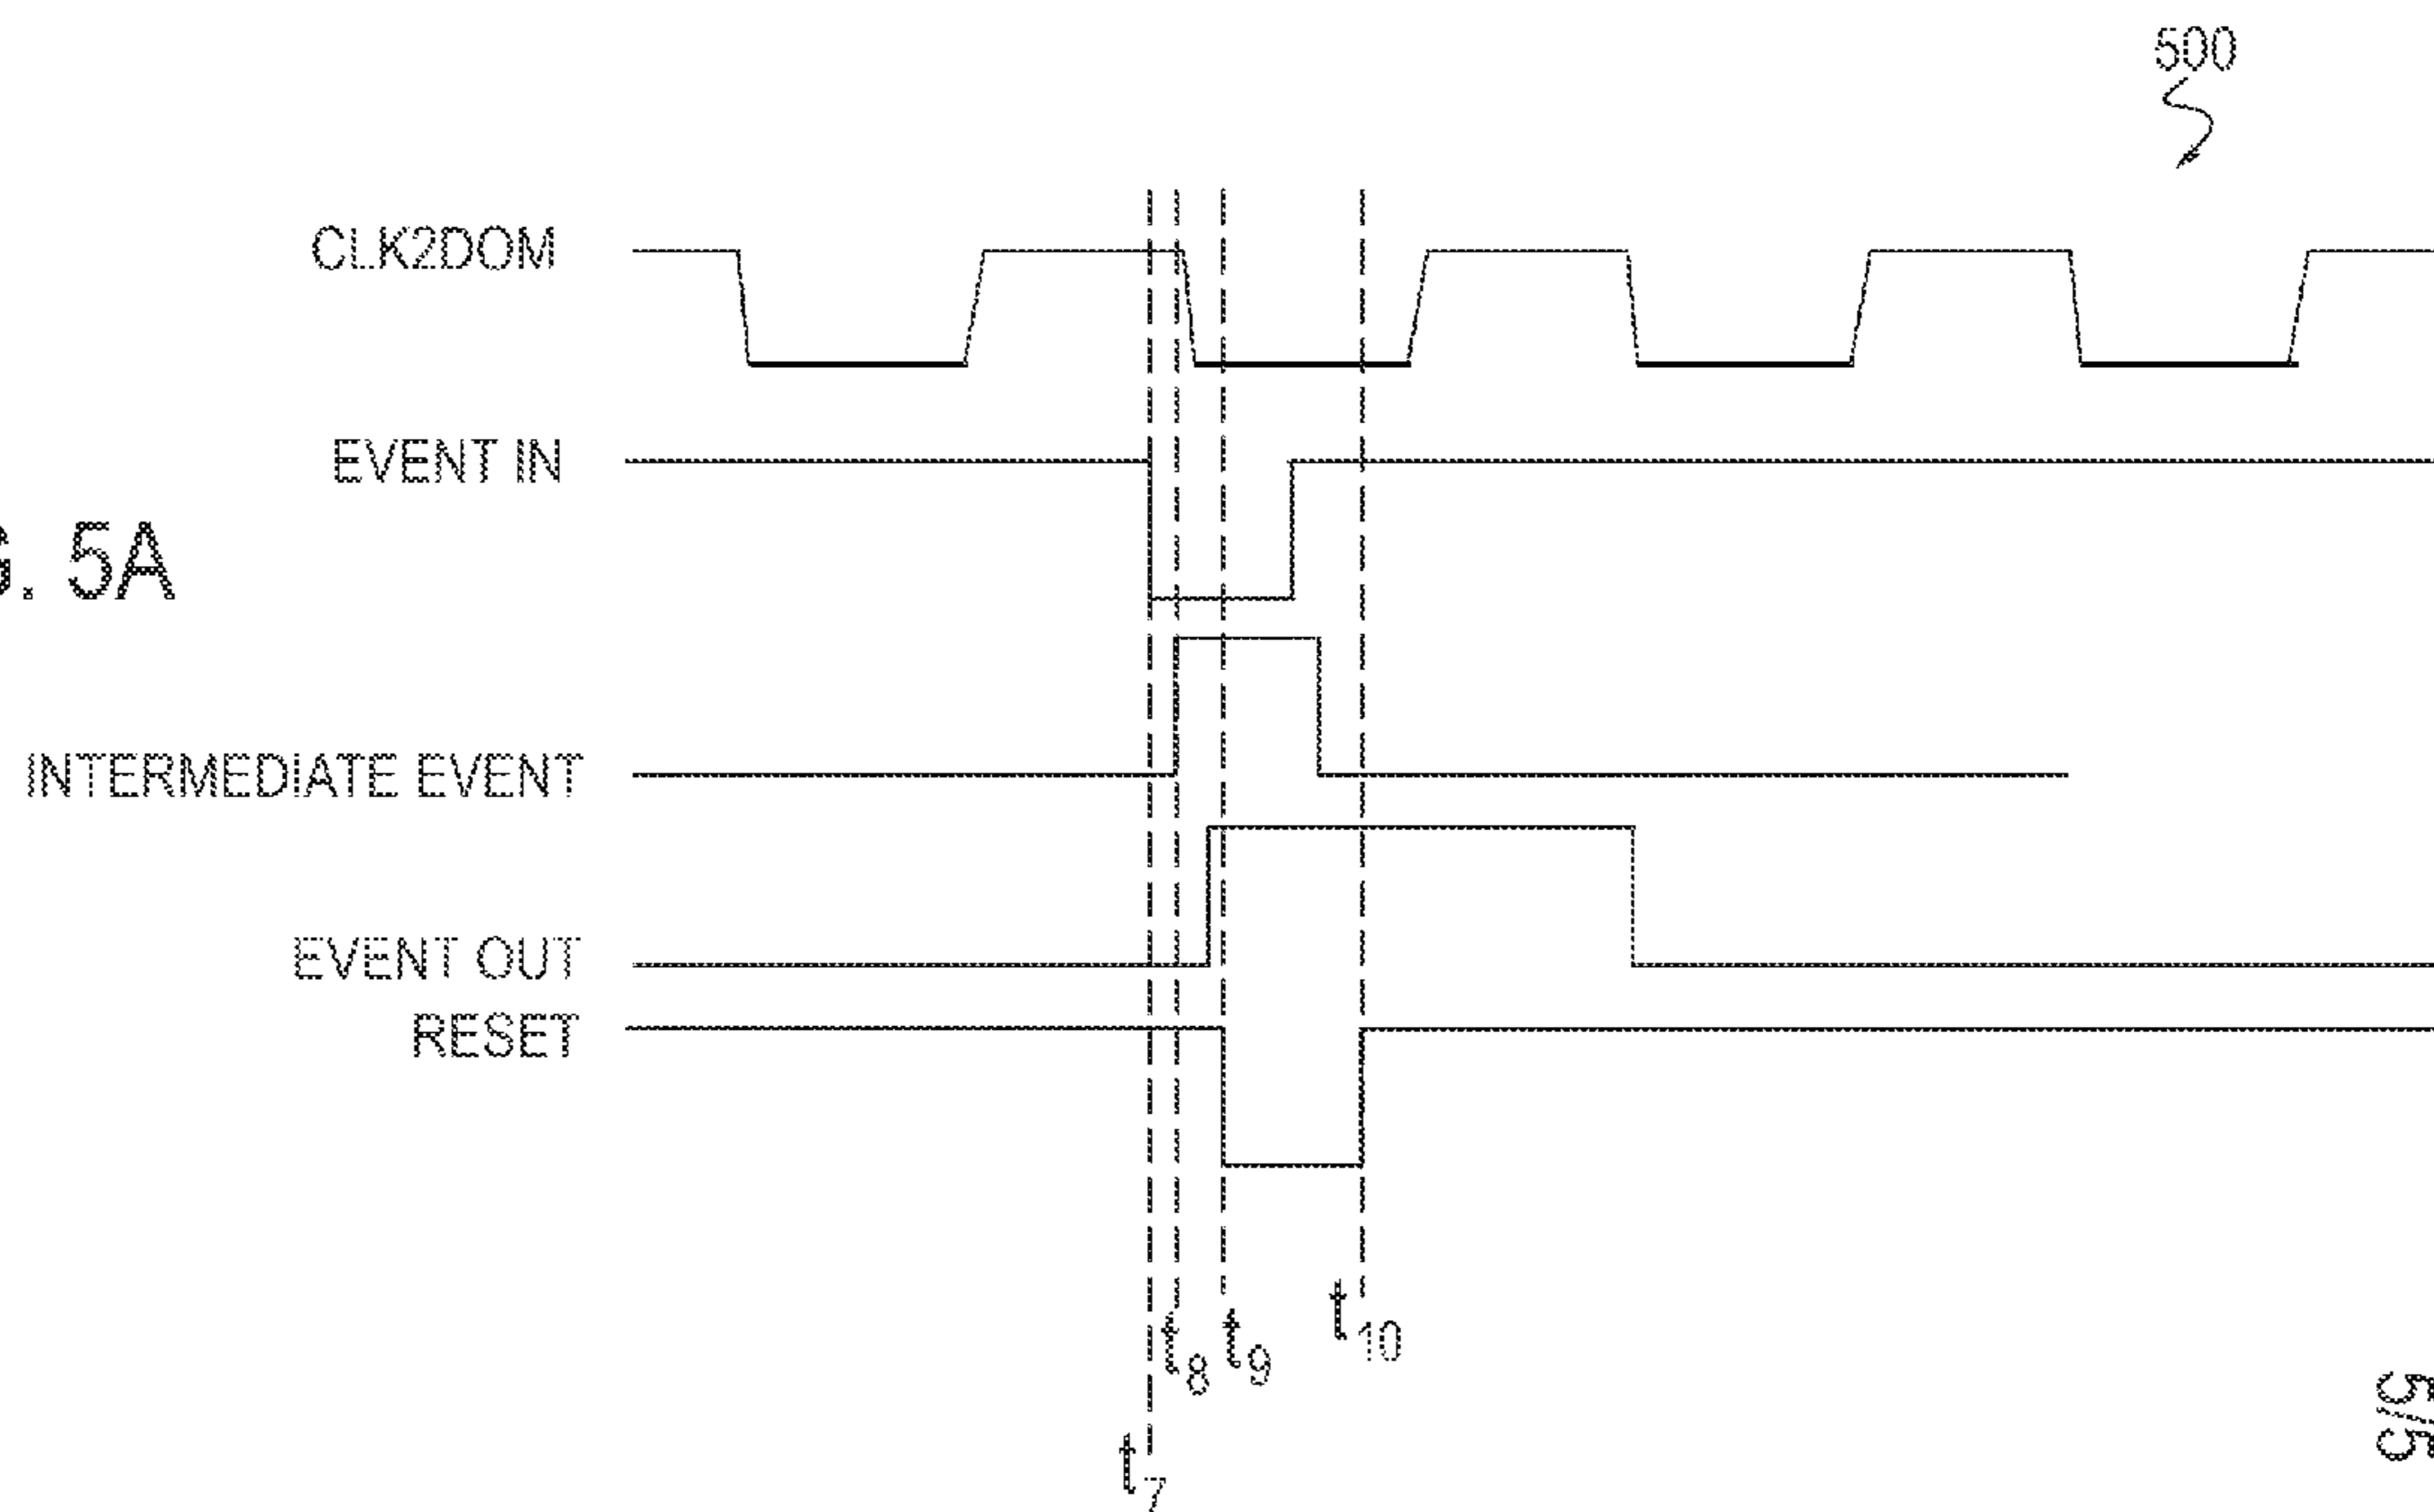 500
CLK2DOM
EVENT IN
G. 5A
INTERMEDIATE EVENT
EVENT OUT
RESET
t10
t8 t9
t7
5/5